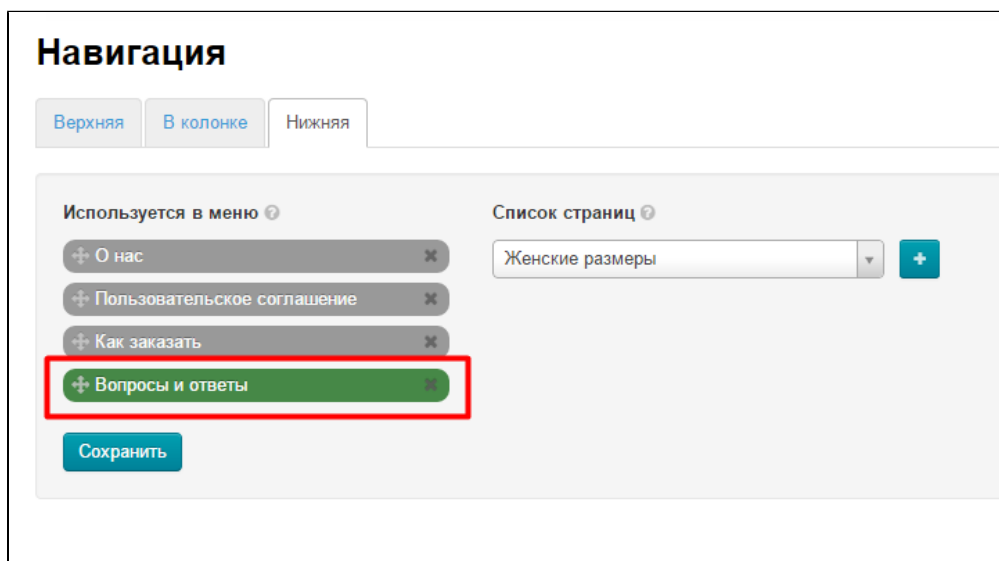 Навигация
Верхняя В колонке Нижняя
Используется в меню ? Список страниц ?
О нас Женские размеры +
Пользовательское соглашение
Как заказать
Вопросы и ответы
Сохранить